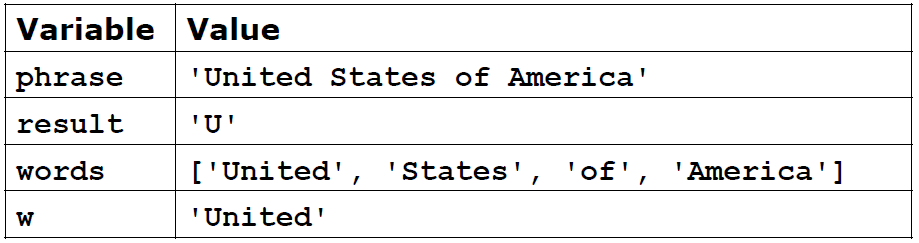 Variable Value
phrase 'United States of America'
result 'U'
words ['United', 'States', 'of', 'America']
w 'United'